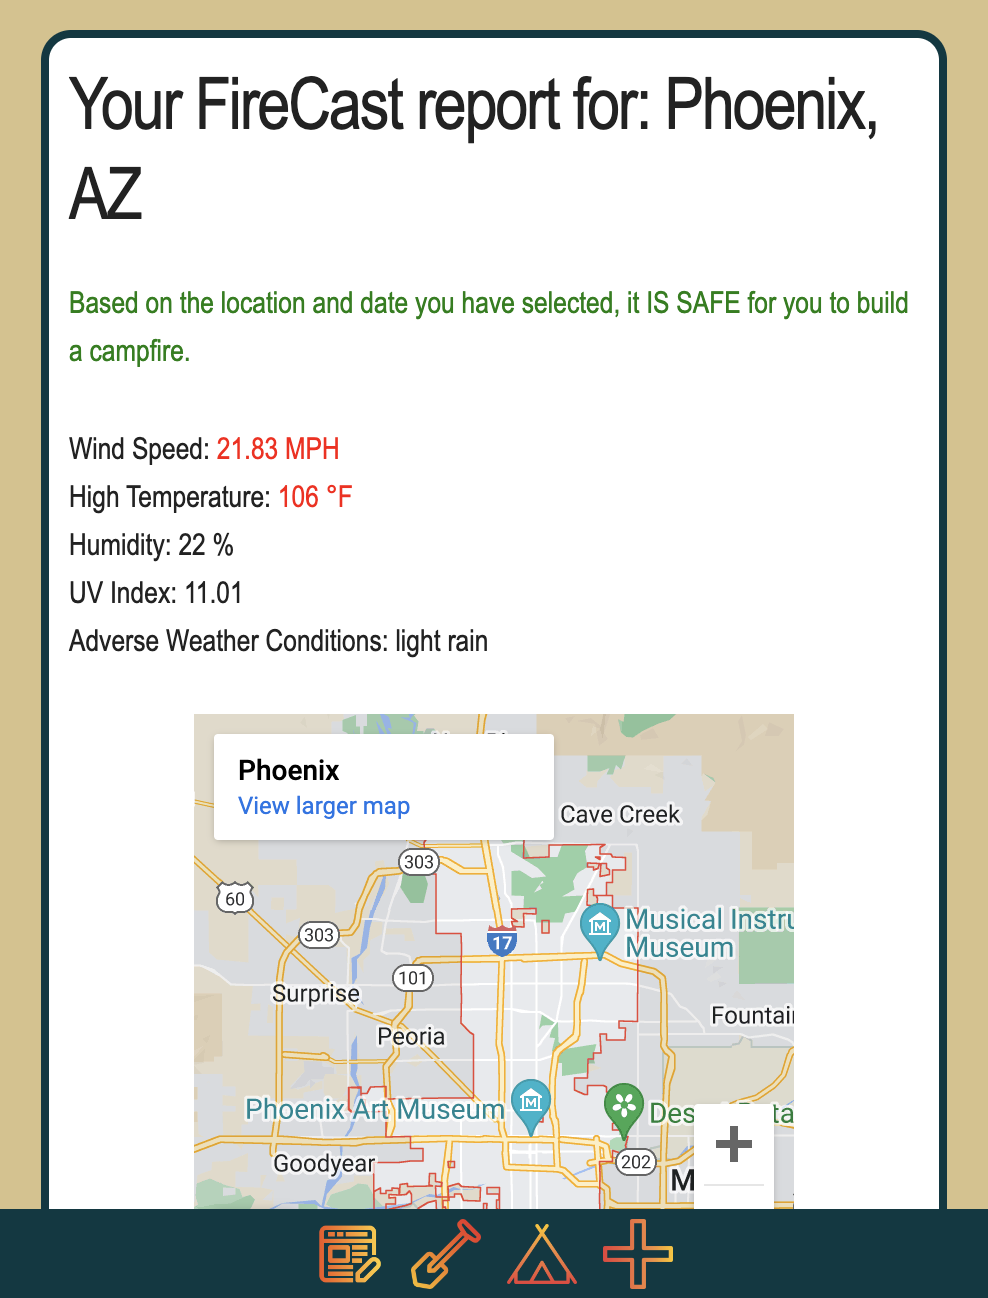 Your FireCast report for: Phoenix,
AZ
Based on the location and date you have selected, it IS SAFE for you to build
a campfire.
Wind Speed: 21.83 MPH
High Temperature: 106 °F
Humidity: 22 %
UV Index: 11.01
Adverse Weather Conditions: light rain
Phoenix
View larger map
Cave Creek
303
60
303
17
Musical Instru
Museum
101
Surprise
Fountain
Peoria
Phoenix Art Museum
Des
ta
Goodyear
202
M